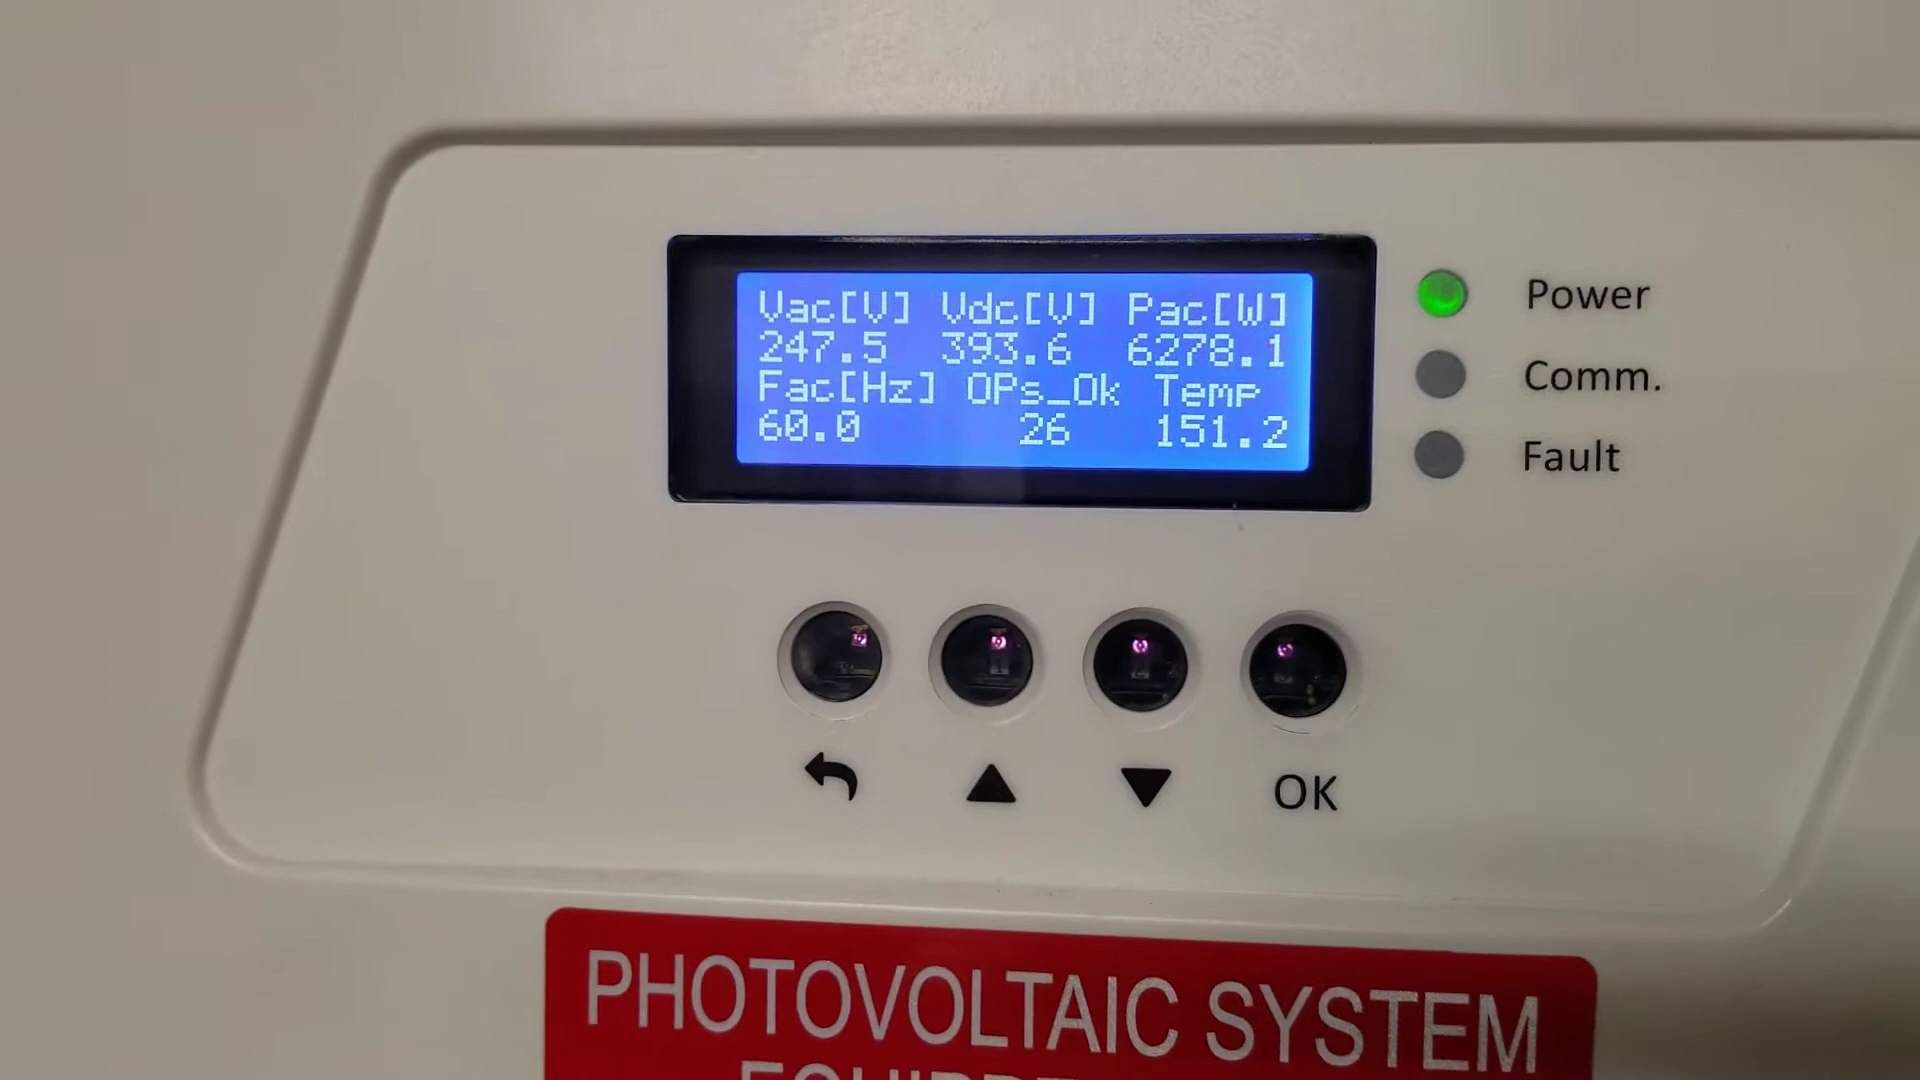 Vac[V] Vdc[V] Pac[W]
247.5 393.6 6278.1
Fac[Hz] OPs_Ok Temp
60.0 26 151.2
Power
Comm.
Fault
OK
PHOTOVOLTAIC SYSTEM